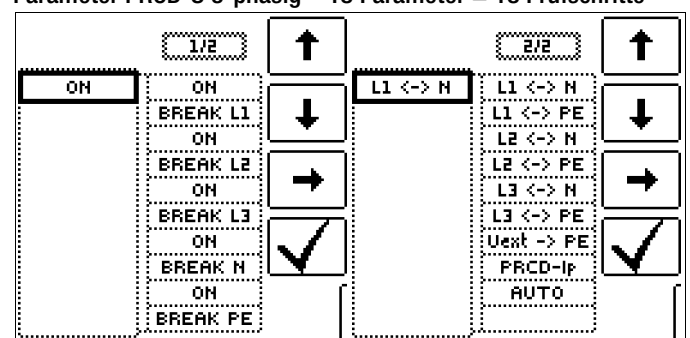 Parameter PRCD-S 3-phasig – 18 Parameter = 18 Prüfschritte
1/2
ON
ON
BREAK L1
ON
BREAK L2
ON
BREAK L3
ON
BREAK N
ON
BREAK PE
2/2
L1 <-> N
L1 <-> N
L1 <-> PE
L2 <-> N
L2 <-> PE
L3 <-> N
L3 <-> PE
Uext -> PE
PRCD-Ip
AUTO